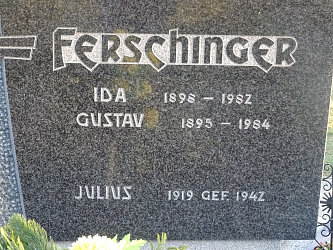 FERSCHINGER
IDA 1898 - 1982
GUSTAV 1895 - 1984
JULIUS 1919 GEF. 1942